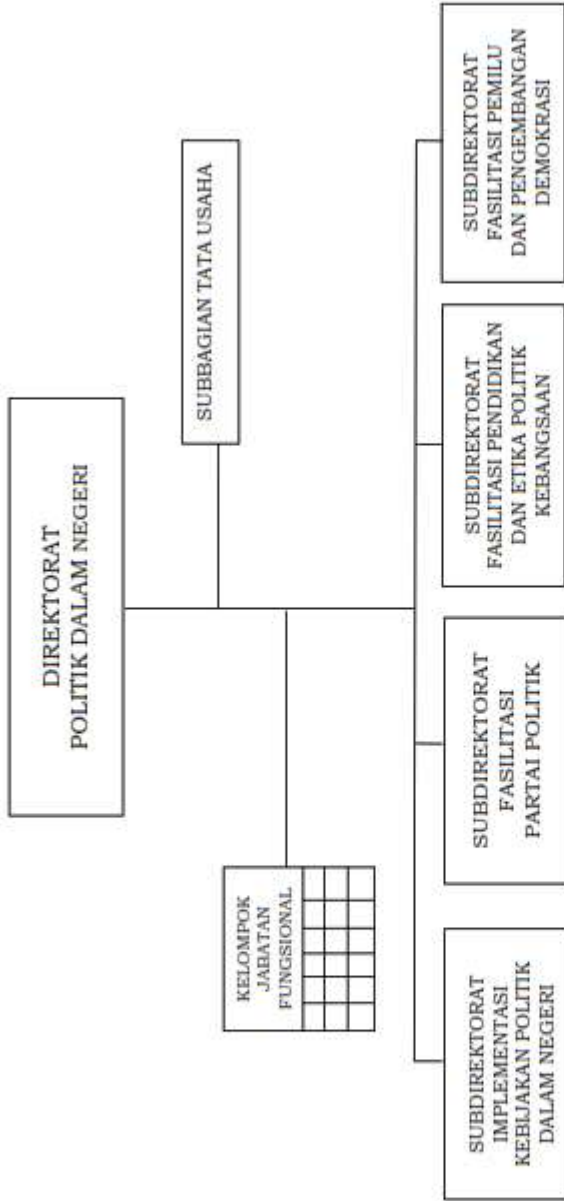 DIREKTORAT
POLITIK DALAM NEGERI
SUBBAGIAN TATA USAHA
KELOMPOK
JABATAN
FUNGSIONAL
SUBDIREKTORAT
IMPLEMENTASI
KEBIJAKAN POLITIK
DALAM NEGERI
SUBDIREKTORAT
FASILITASI
PARTAI POLITIK
SUBDIREKTORAT
FASILITASI PENDIDIKAN
DAN ETIKA POLITIK
KEBANGSAAN
SUBDIREKTORAT
FASILITASI PEMILU
DAN PENGEMBANGAN
DEMOKRASI